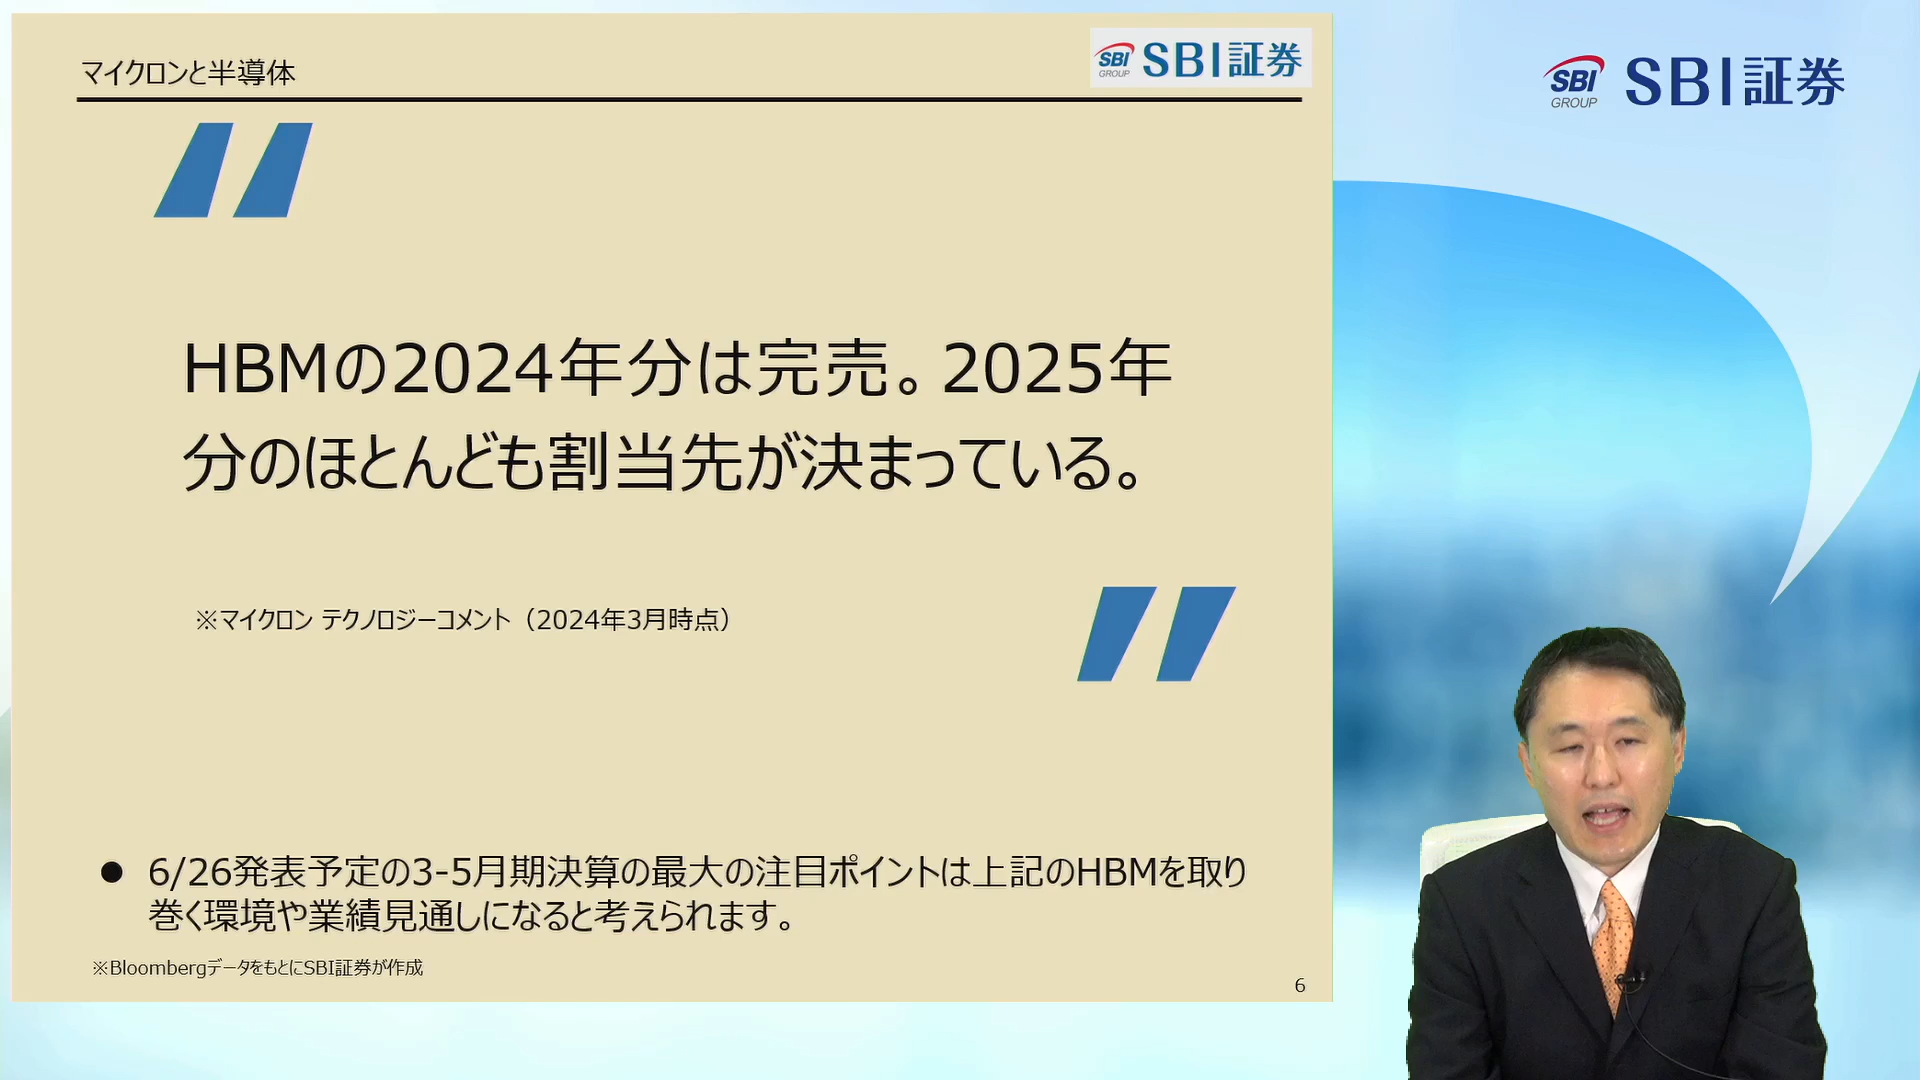 マイクロンと半導体
SBI GROUP SBI証券
SBI GROUP SBI証券
HBMの2024年分は完売。2025年
分のほとんども割当先が決まっている。
※マイクロン テクノロジーコメント（2024年3月時点）
● 6/26発表予定の3-5月期決算の最大の注目ポイントは上記のHBMを取り
巻く環境や業績見通しになると考えられます。
※BloombergデータをもとにSBI証券が作成
6